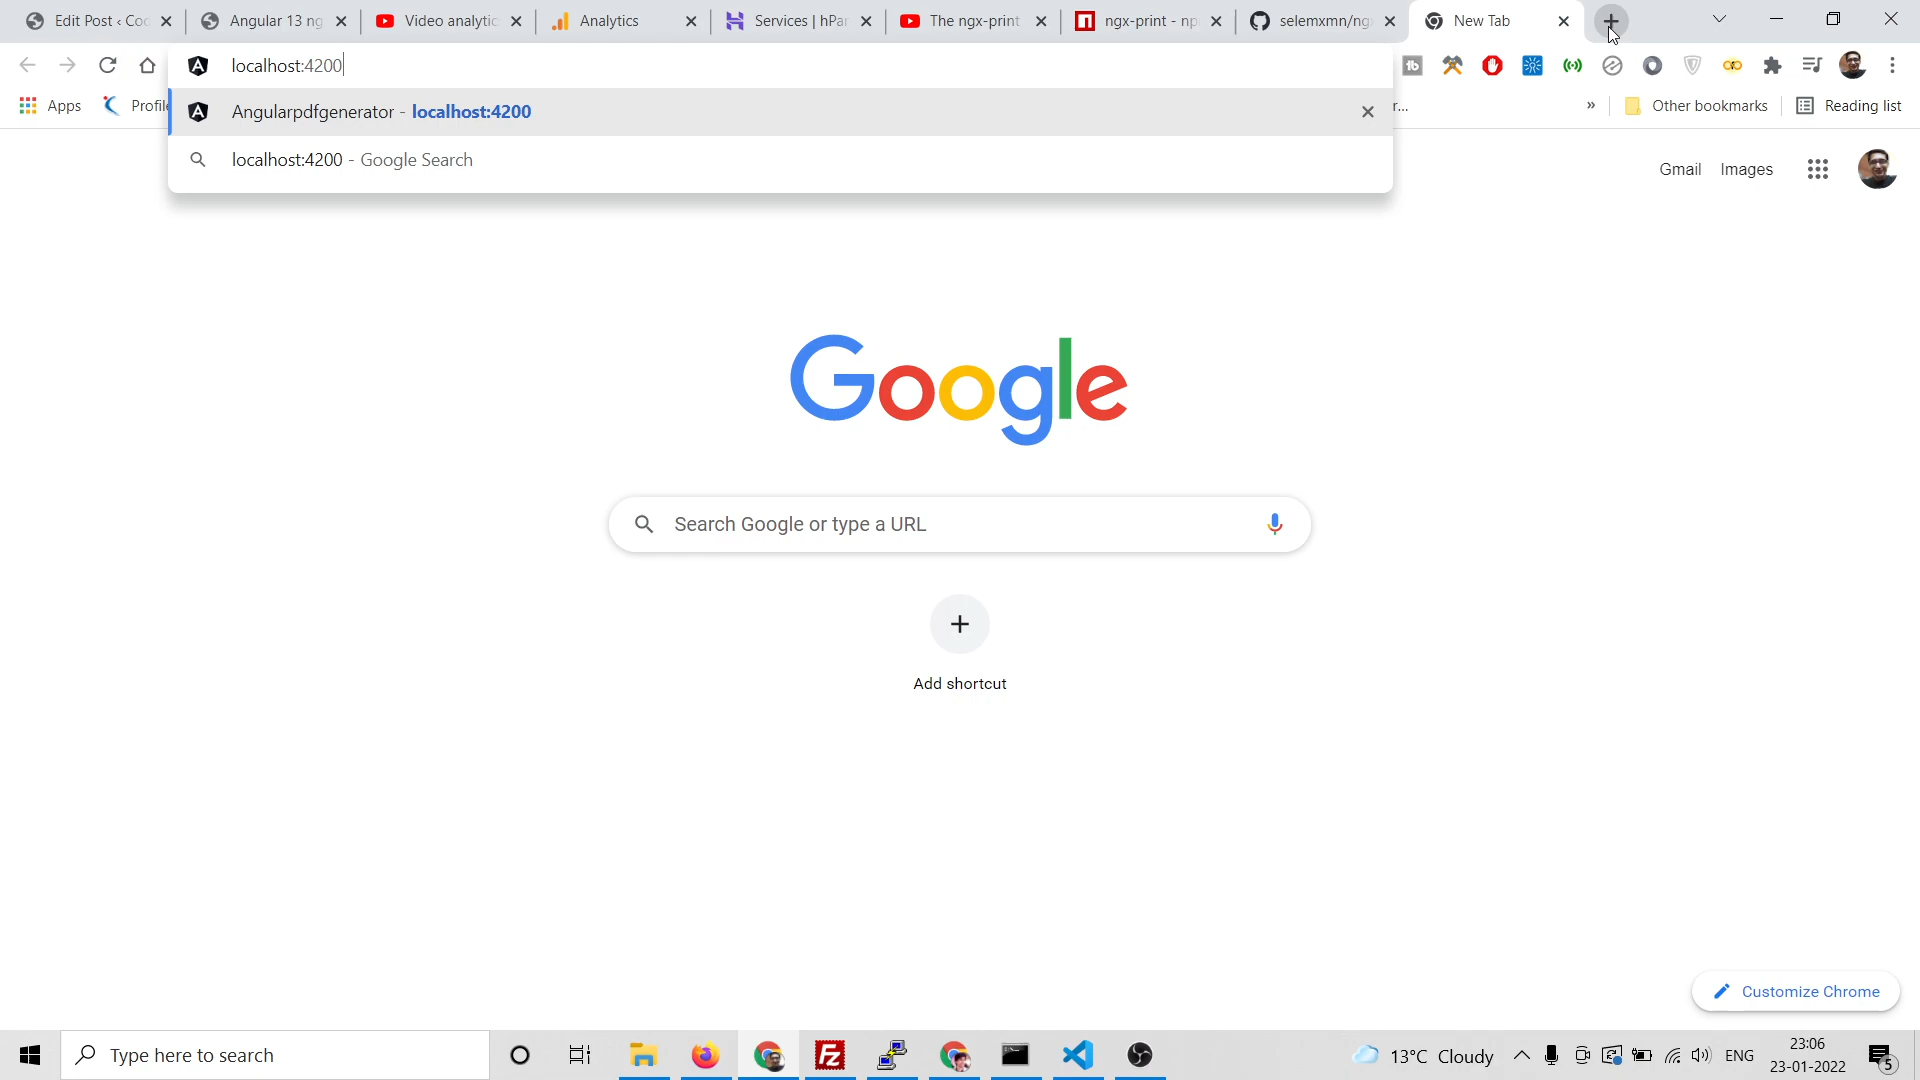 Edit Post ‹ Coc
Angular 13 ng
Video analytic
Analytics
Services | hPar
The ngx-print
ngx-print - np
selemxmn/ng
New Tab
localhost:4200
Apps
Profile
Angularpdfgenerator - localhost:4200
r...
»
Other bookmarks
Reading list
localhost:4200 - Google Search
Gmail
Images
Google
Search Google or type a URL
Add shortcut
Customize Chrome
Type here to search
13°C Cloudy
ENG
23:06
23-01-2022
5